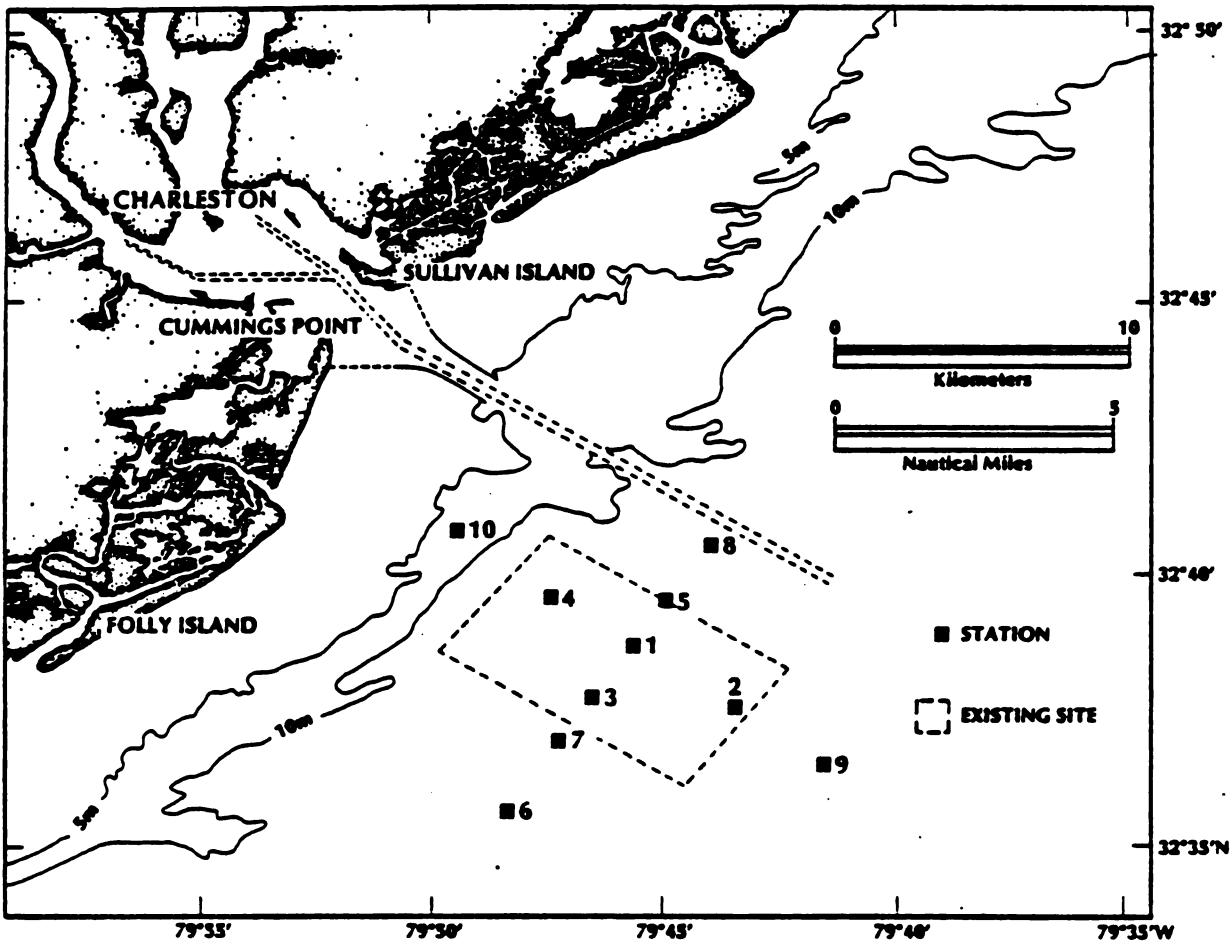 32° 50'
5m
CHARLESTON
10m
SULLIVAN ISLAND
32°45'
CUMMINGS POINT
0 10
Kilometers
0 5
Nautical Miles
10
8
32°40'
4
5
FOLLY ISLAND
STATION
1
2
3
EXISTING SITE
10m
7
9
5m
6
32°35'N
79°55'
79°50'
79°45'
79°40'
79°35'W